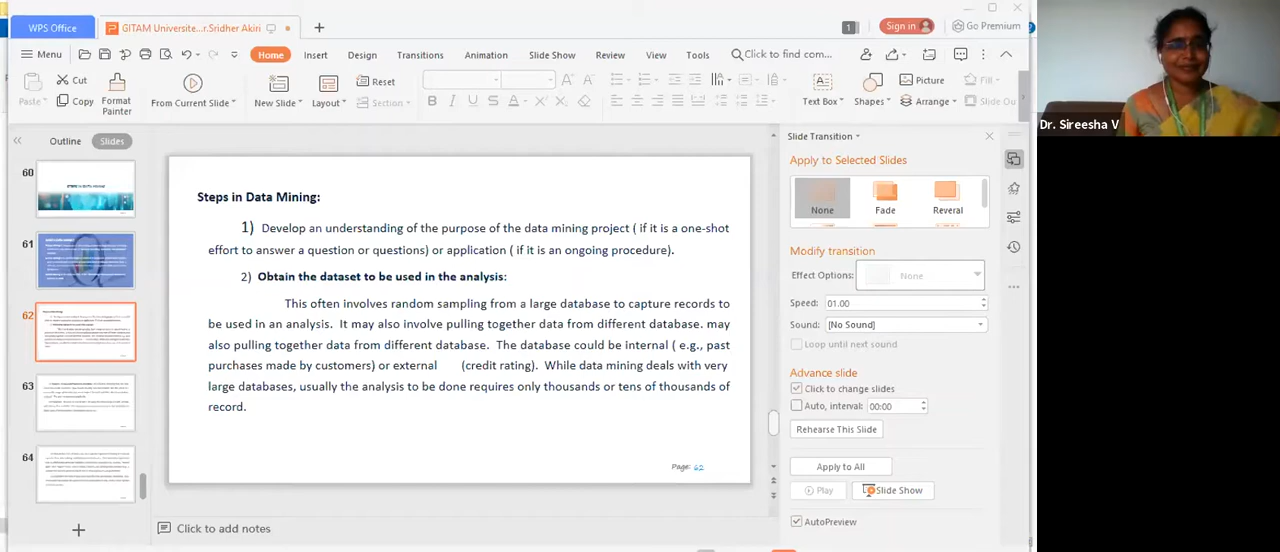 WPS Office
GITAM Universite...r.Sridher Akiri
1
Sign in
Go Premium
Menu
Home
Insert
Design
Transitions
Animation
Slide Show
Review
View
Tools
Click to find com...
Paste
Cut
Copy
Format
Painter
From Current Slide
New Slide
Layout
Reset
Section
B I U S A
Text Box
Shapes
Picture
Arrange
Fill
Slide Ou
Outline
Slides
60
61
62
63
64
Steps in Data Mining:
1) Develop an understanding of the purpose of the data mining project ( if it is a one-shot
effort to answer a question or questions; or application ( if it is an ongoing procedure).
2) Obtain the dataset to be used in the analysis:
This often involves random sampling from a large database to capture records to
be used in an analysis.. It may also involve pulling together data from different database. may
also pulling together data from different database. The database could be internal ( e.g., past
purchases made by customers) or external (credit rating). While data mining deals with very
large databases, usually the analysis to be done requires only thousands or tens of thousands of
record.
Page: 62
Click to add notes
Slide Transition
Apply to Selected Slides
None
Fade
Reveral
Modify transition
Effect Options:
None
Speed: 01.00
Sound: [No Sound]
Loop until next sound
Advance slide
Click to change slides
Auto, interval: 00:00
Rehearse This Slide
Apply to All
Play
Slide Show
AutoPreview
Dr. Sireesha V